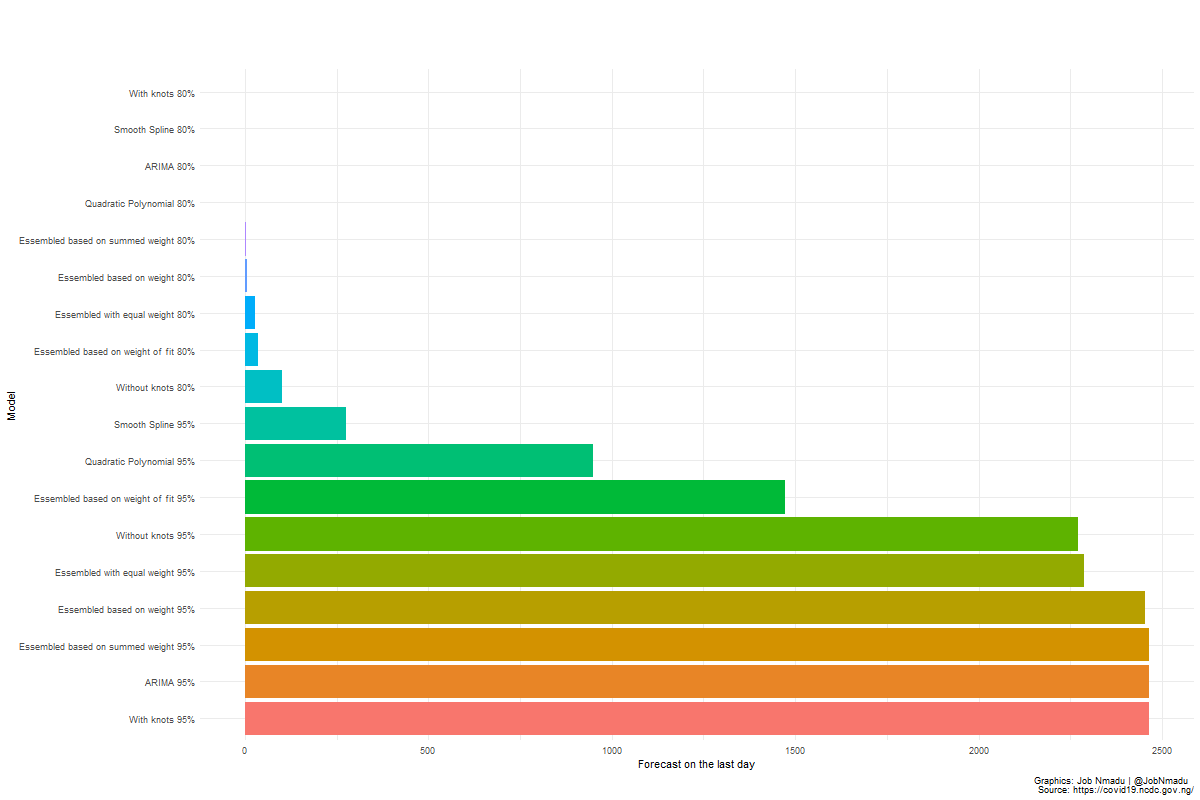 With knots 80%
Smooth Spline 80%
ARIMA 80%
Quadratic Polynomial 80%
Essembled based on summed weight 80%
Essembled based on weight 80%
Essembled with equal weight 80%
Essembled based on weight of fit 80%
Without knots 80%
Smooth Spline 95%
Quadratic Polynomial 95%
Essembled based on weight of fit 95%
Without knots 95%
Essembled with equal weight 95%
Essembled based on weight 95%
Essembled based on summed weight 95%
ARIMA 95%
With knots 95%
Model
0 500 1000 1500 2000 2500
Forecast on the last day
Graphics: Job Nmadu | @JobNmadu
Source: https://covid19.ncdc.gov.ng/